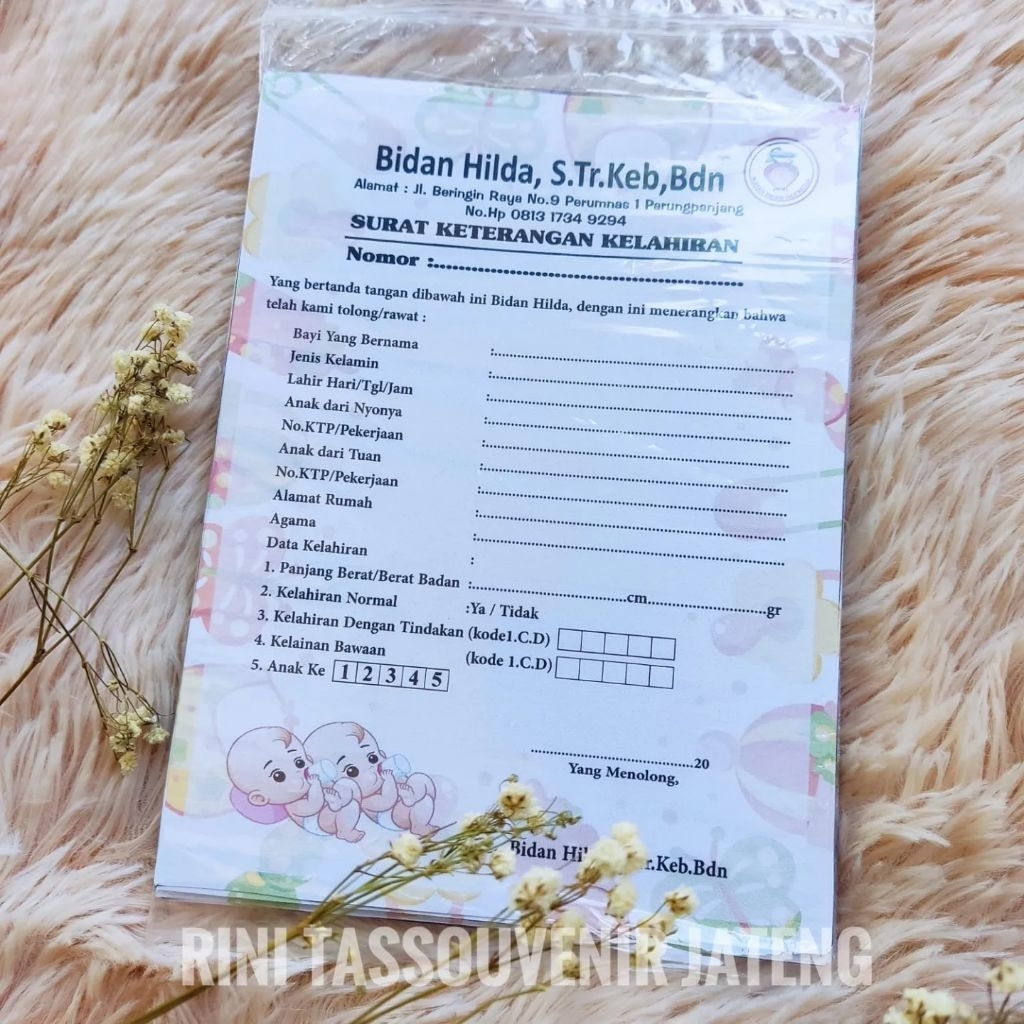 Bidan Hilda, S.Tr.Keb,Bdn
Alamat : Jl. Beringin Raya No.9 Perumnas 1 Parungpanjang
No.Hp 0813 1734 9294
SURAT KETERANGAN KELAHIRAN
Nomor :............................................................
Yang bertanda tangan dibawah ini Bidan Hilda, dengan ini menerangkan bahwa
telah kami tolong/rawat :
Bayi Yang Bernama :............................................................
Jenis Kelamin :............................................................
Lahir Hari/Tgl/Jam :............................................................
Anak dari Nyonya :............................................................
No.KTP/Pekerjaan :............................................................
Anak dari Tuan :............................................................
No.KTP/Pekerjaan :............................................................
Alamat Rumah :............................................................
Agama :............................................................
Data Kelahiran :
1. Panjang Berat/Berat Badan :..............................cm..............................gr
2. Kelahiran Normal :Ya / Tidak
3. Kelahiran Dengan Tindakan (kode1.C.D)
4. Kelainan Bawaan (kode 1.C.D)
5. Anak Ke 1 2 3 4 5
........................................20
Yang Menolong,
Bidan Hi r.Keb.Bdn
RINI TASSOUVENIR JATENG